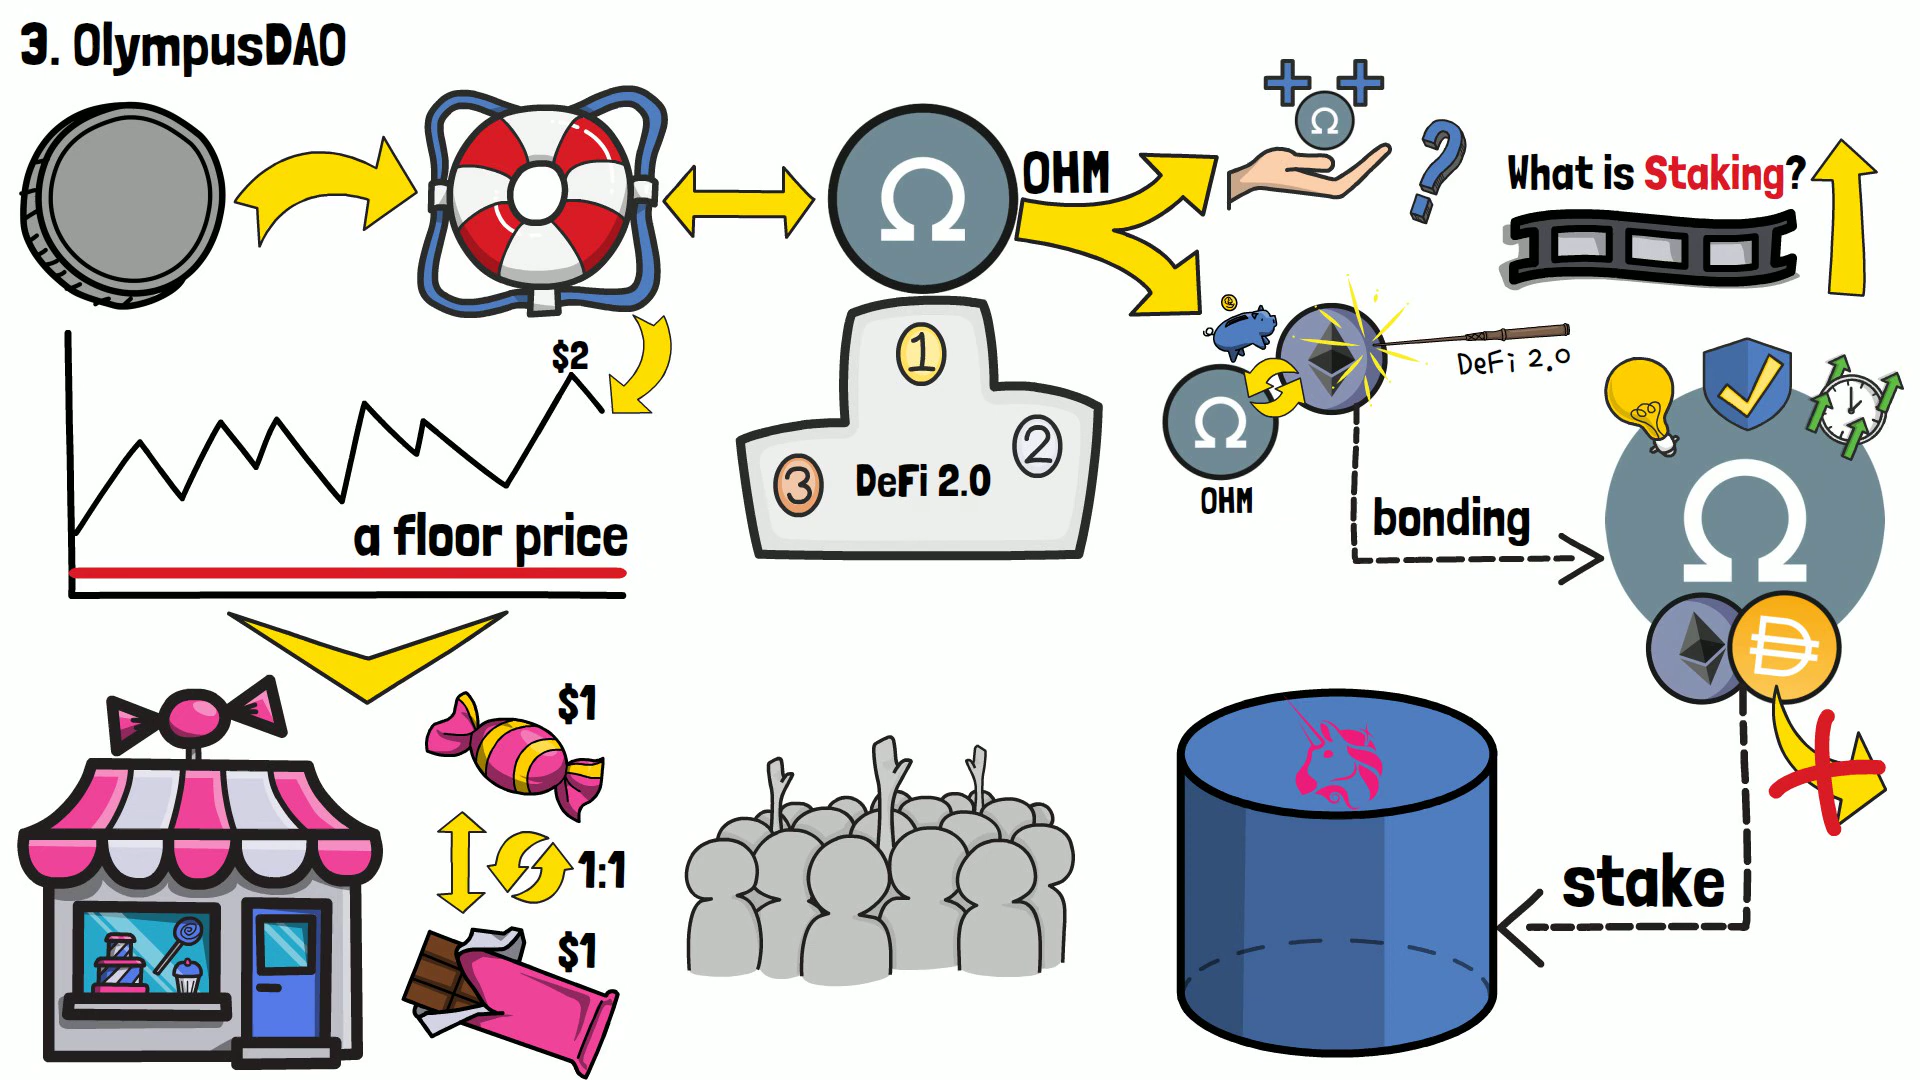 3. OlympusDAO
Ω
OHM
Ω
What is Staking?
$2
a floor price
1
2
3
DeFi 2.0
DeFi 2.0
Ω
OHM
bonding
Ω
$1
1:1
$1
stake